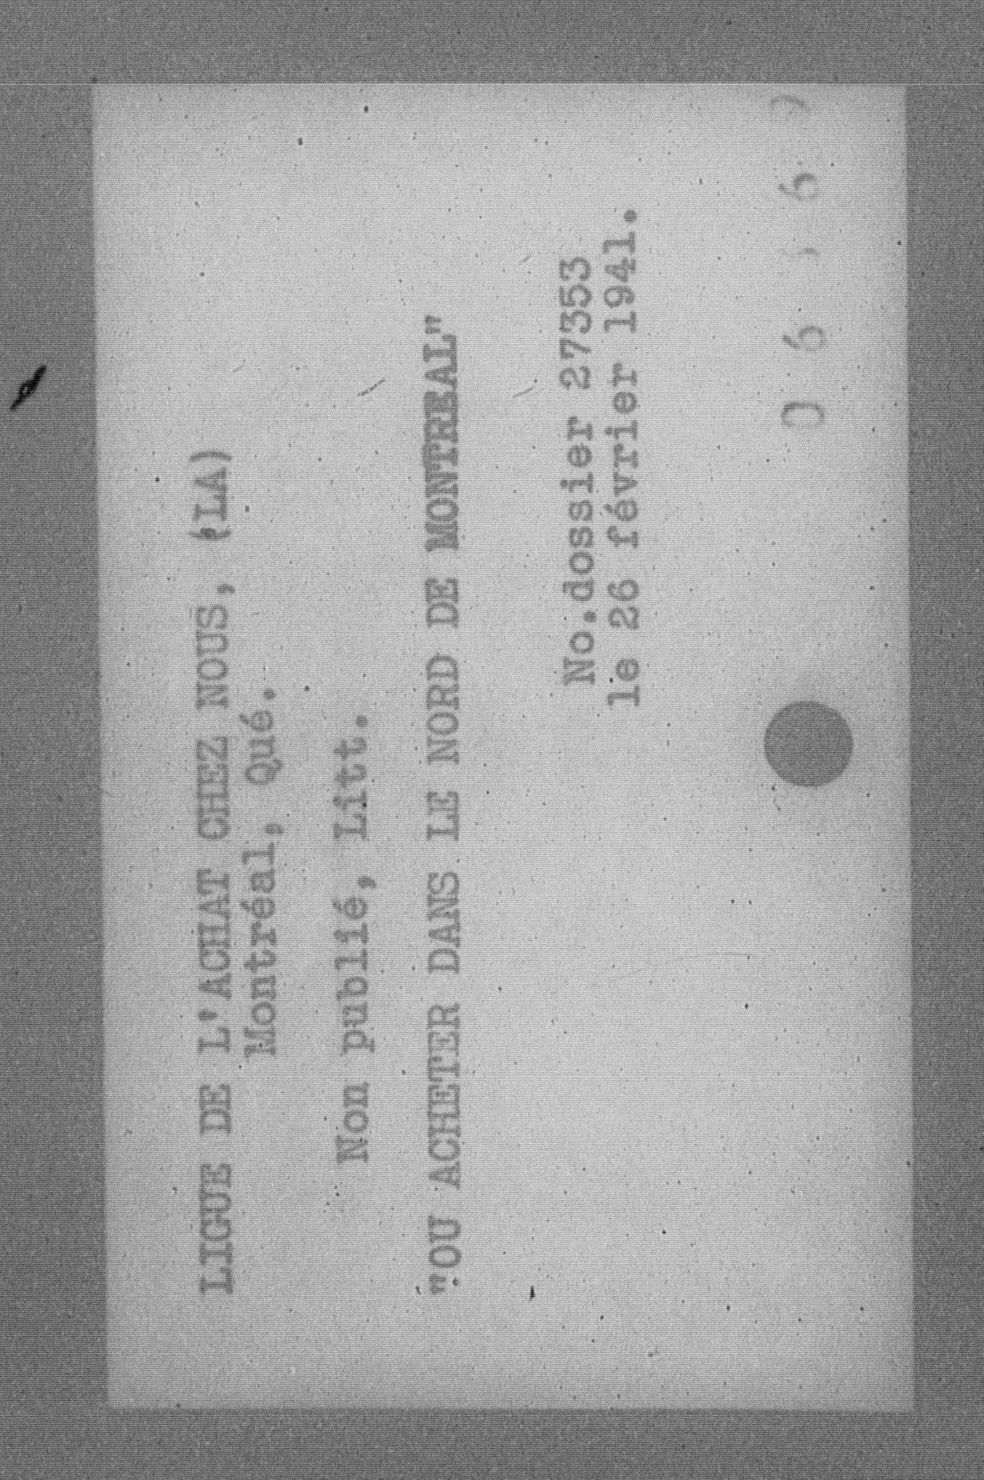 LIGUE DE L'ACHAT CHEZ NOUS, (LA)
Montréal, Qué.
Non publié, Litt.
"OU ACHETER DANS LE NORD DE MONTREAL"
No.dossier 27353
le 26 février 1941.